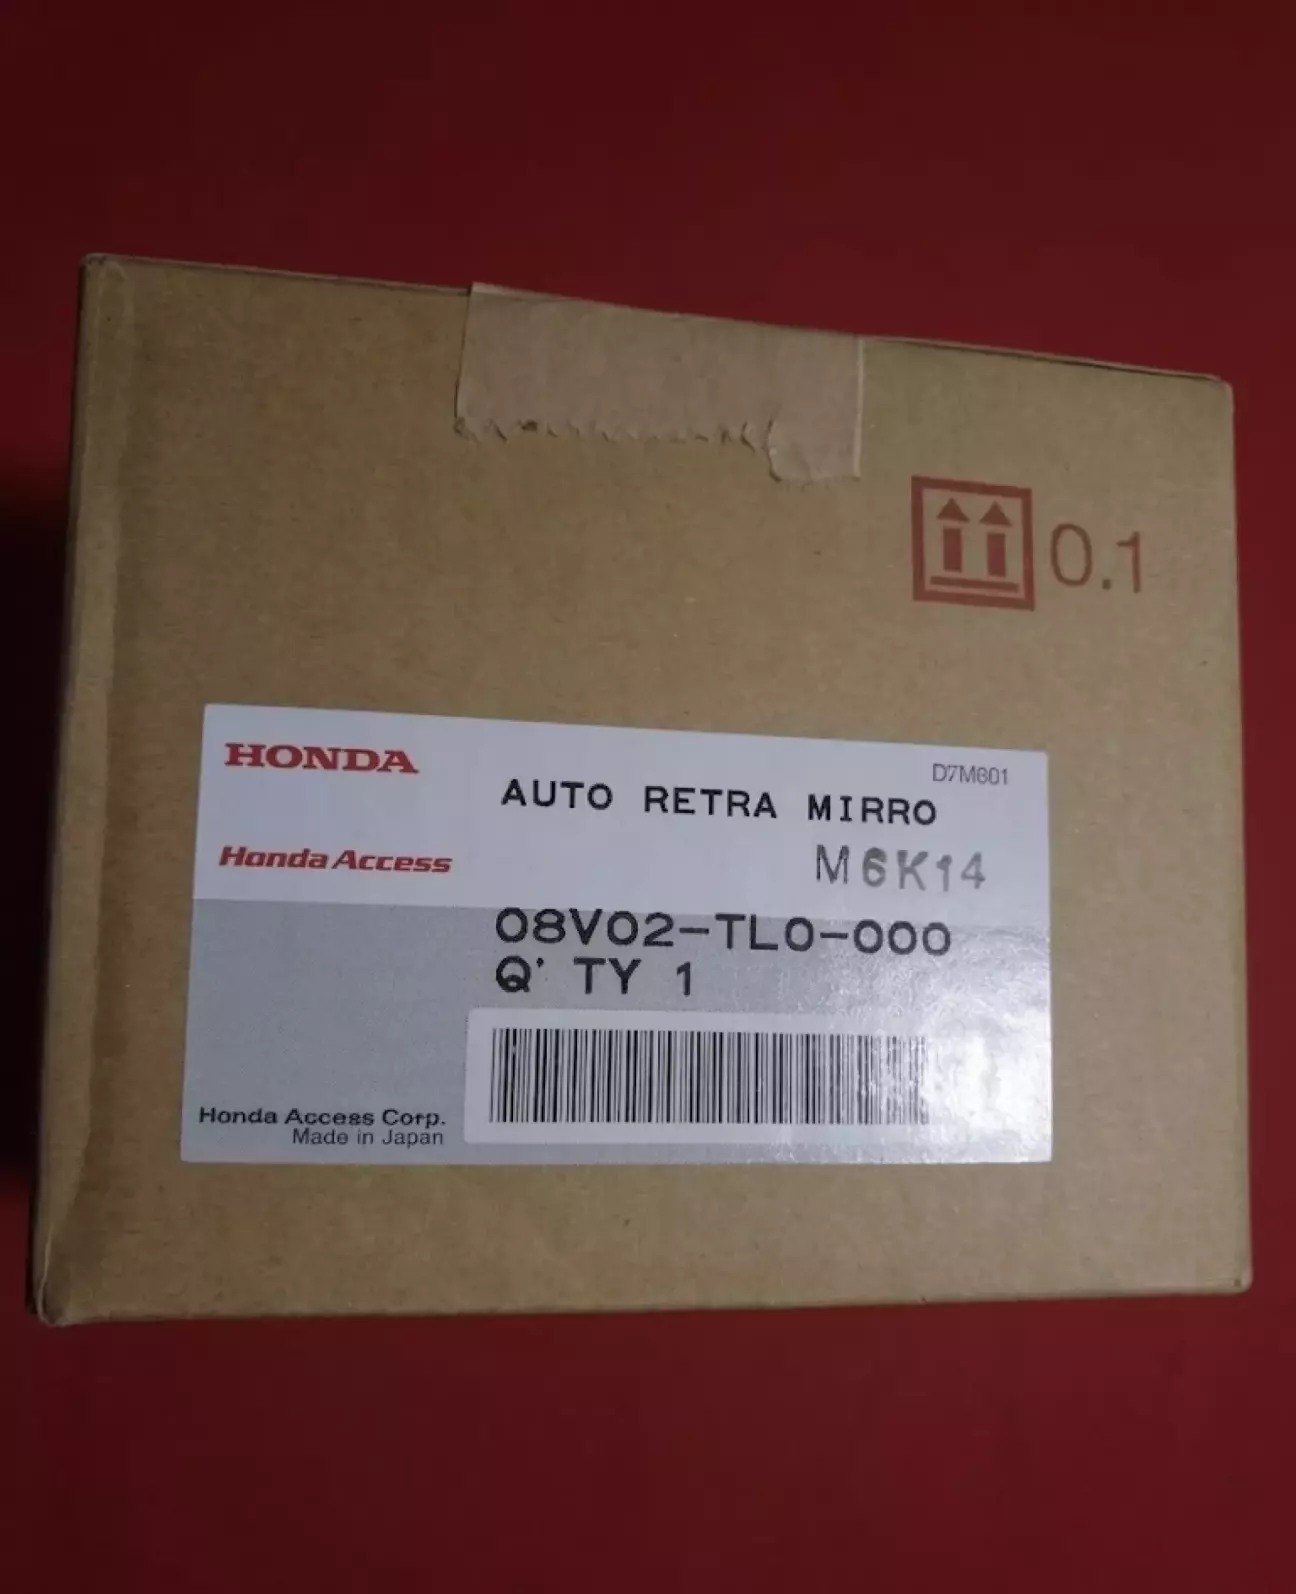 0.1
HONDA
D7M601
AUTO RETRA MIRRO
Honda Access
M6K14
08V02-TL0-000
Q' TY 1
Honda Access Corp.
Made in Japan